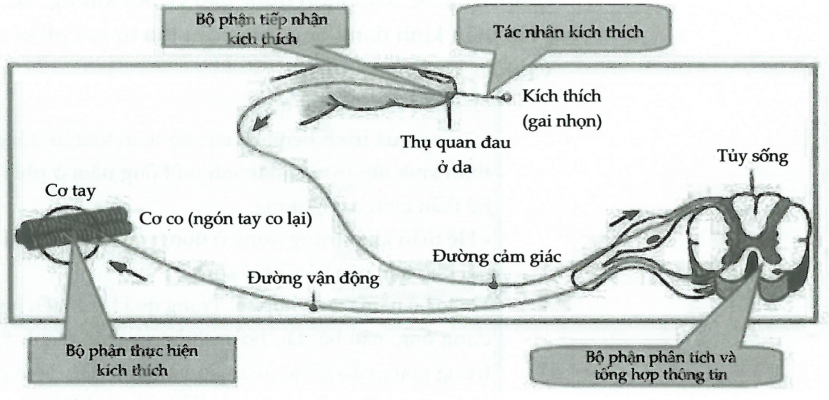 Bộ phận tiếp nhận
kích thích
Tác nhân kích thích
Kích thích
(gai nhọn)
Thụ quan đau
ở da
Tủy sống
Cơ tay
Cơ co (ngón tay co lại)
Đường cảm giác
Đường vận động
Bộ phận thực hiện
kích thích
Bộ phận phân tích và
tổng hợp thông tin